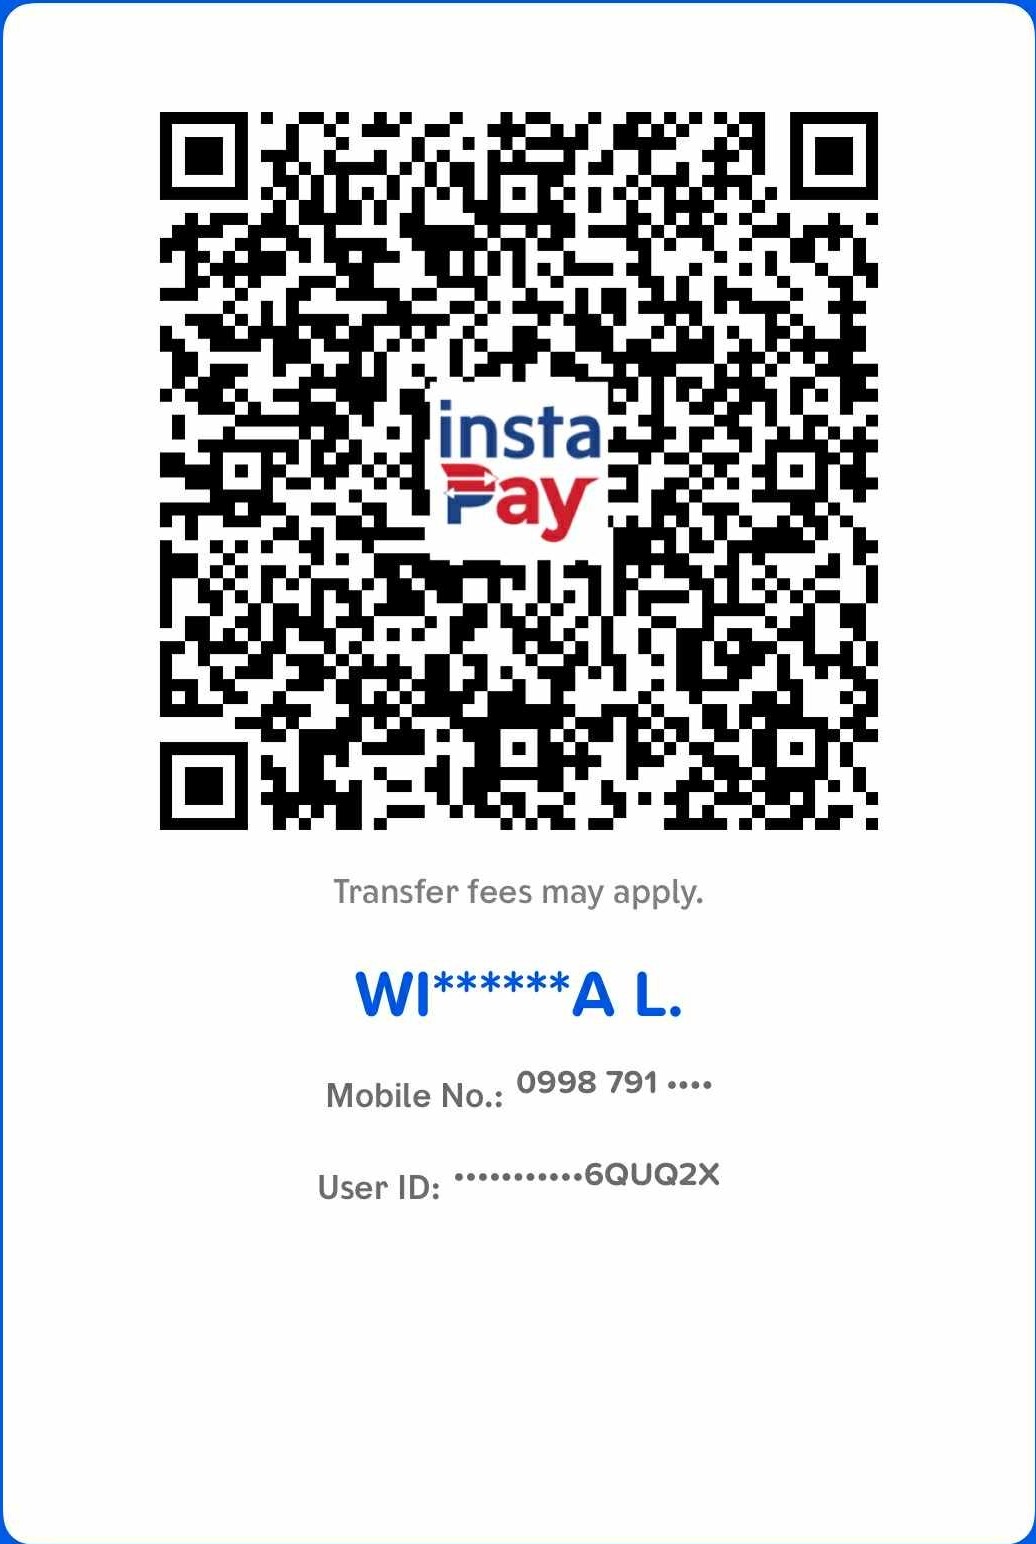 insta
Pay
Transfer fees may apply.
WI******A L.
Mobile No.: 0998 791 ••••
User ID: •••••••••••6QUQ2X